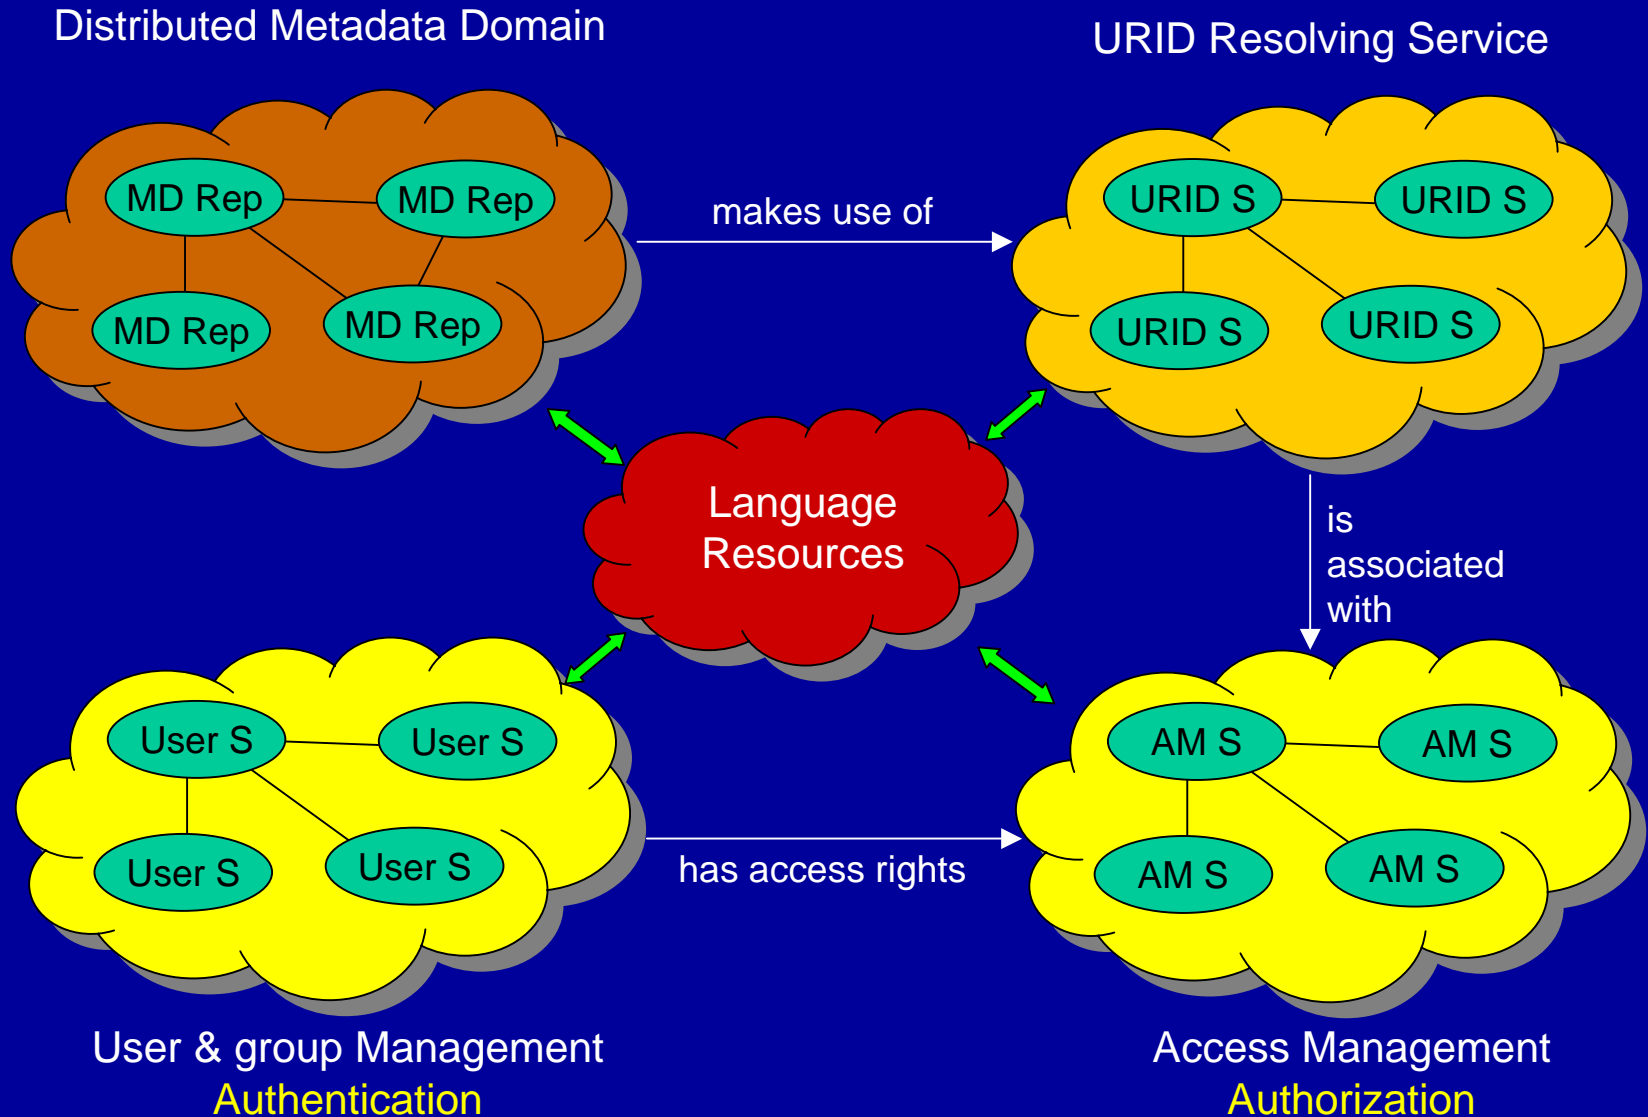 Distributed Metadata Domain
URID Resolving Service
MD Rep
MD Rep
MD Rep
MD Rep
makes use of
URID S
URID S
URID S
URID S
Language
Resources
is
associated
with
User S
User S
User S
User S
has access rights
AM S
AM S
AM S
AM S
User & group Management
Authentication
Access Management
Authorization